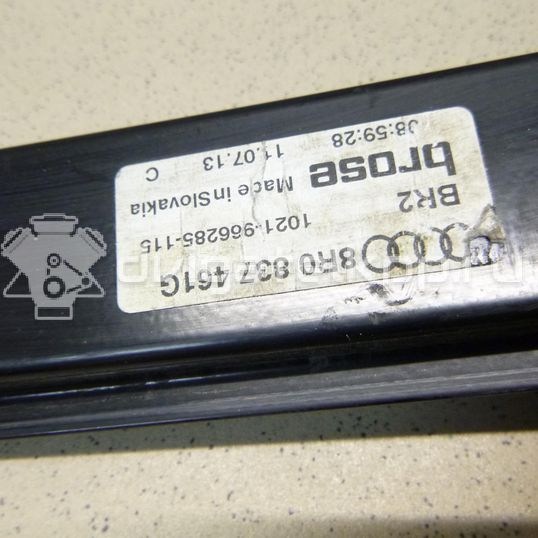 8R0 837 461G
1021-966285-115
BR2
brose Made in Slovakia
11.07.13 C
08:59:28